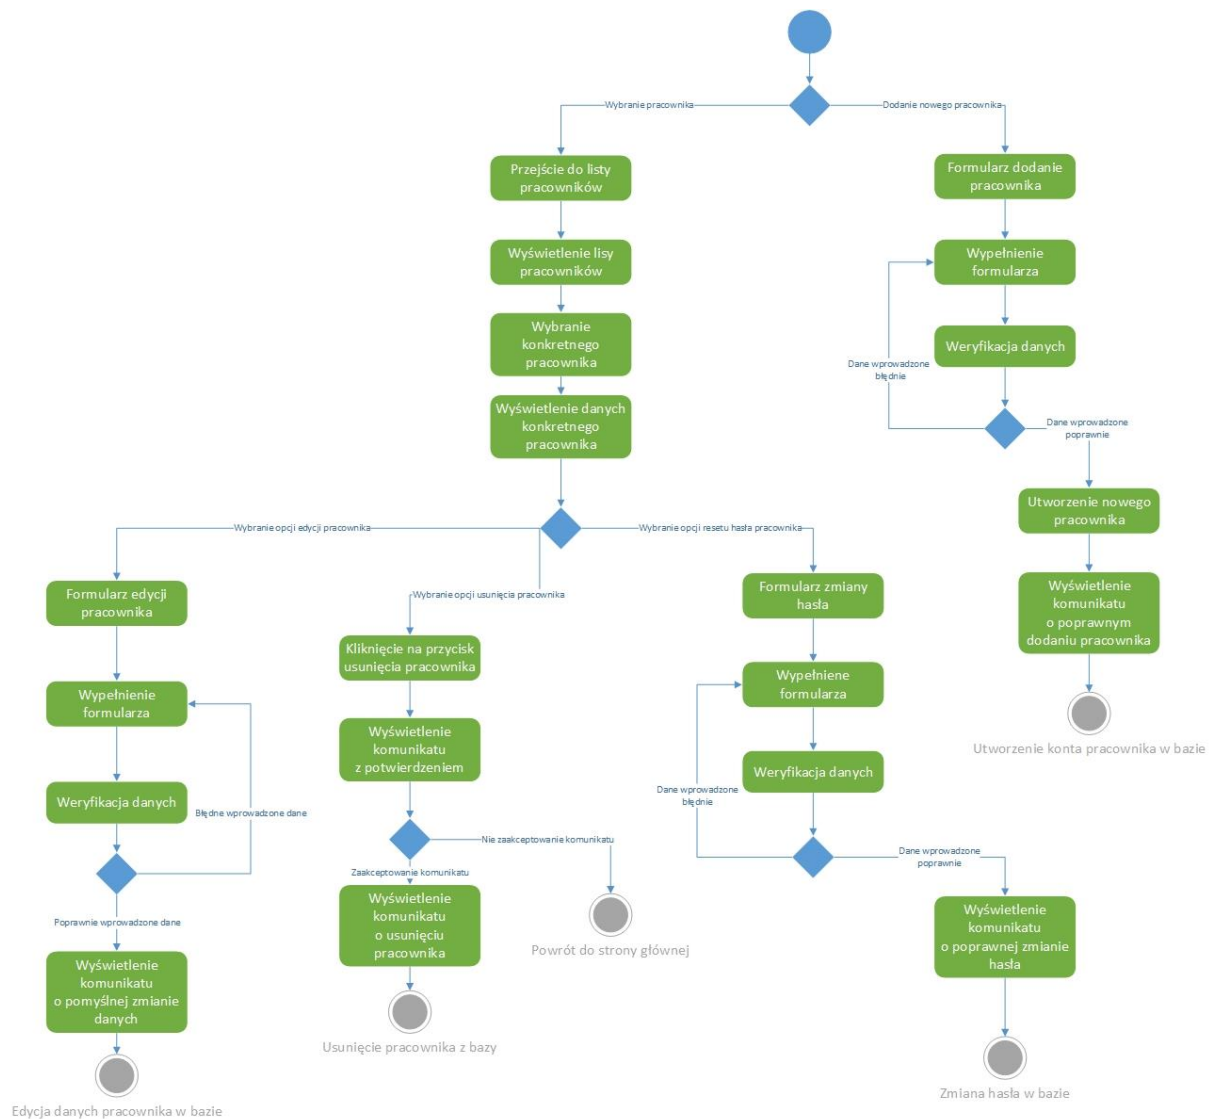 Wybranie pracownika
Dodanie nowego pracownika
Przejście do listy
pracowników
Formularz dodanie
pracownika
Wyświetlenie lisy
pracowników
Wypełnienie
formularza
Wybranie
konkretnego
pracownika
Weryfikacja danych
Dane wprowadzone
błędnie
Wyświetlenie danych
konkretnego
pracownika
Dane wprowadzone
poprawnie
Utworzenie nowego
pracownika
Wyświetlenie
komunikatu
o poprawnym
dodaniu pracownika
Utworzenie konta pracownika w bazie
Wybranie opcji edycji pracownika
Wybranie opcji resetu hasła pracownika
Wybranie opcji usunięcia pracownika
Formularz edycji
pracownika
Wypełnienie
formularza
Weryfikacja danych
Błędne wprowadzone dane
Poprawnie wprowadzone dane
Wyświetlenie
komunikatu
o pomyślnej zmianie
danych
Edycja danych pracownika w bazie
Kliknięcie na przycisk
usunięcia pracownika
Wyświetlenie
komunikatu
z potwierdzeniem
Nie zaakceptowanie komunikatu
Zaakceptowanie komunikatu
Wyświetlenie
komunikatu
o usunięciu
pracownika
Powrót do strony głównej
Usunięcie pracownika z bazy
Formularz zmiany
hasła
Wypełniene
formularza
Weryfikacja danych
Dane wprowadzone
błędnie
Dane wprowadzone
poprawnie
Wyświetlenie
komunikatu
o poprawnej zmianie
hasła
Zmiana hasła w bazie